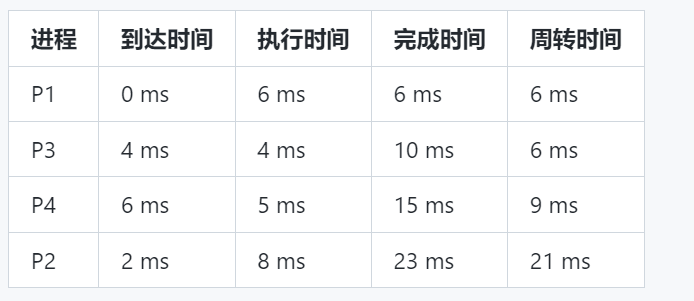 进程 到达时间 执行时间 完成时间 周转时间
P1 0 ms 6 ms 6 ms 6 ms
P3 4 ms 4 ms 10 ms 6 ms
P4 6 ms 5 ms 15 ms 9 ms
P2 2 ms 8 ms 23 ms 21 ms